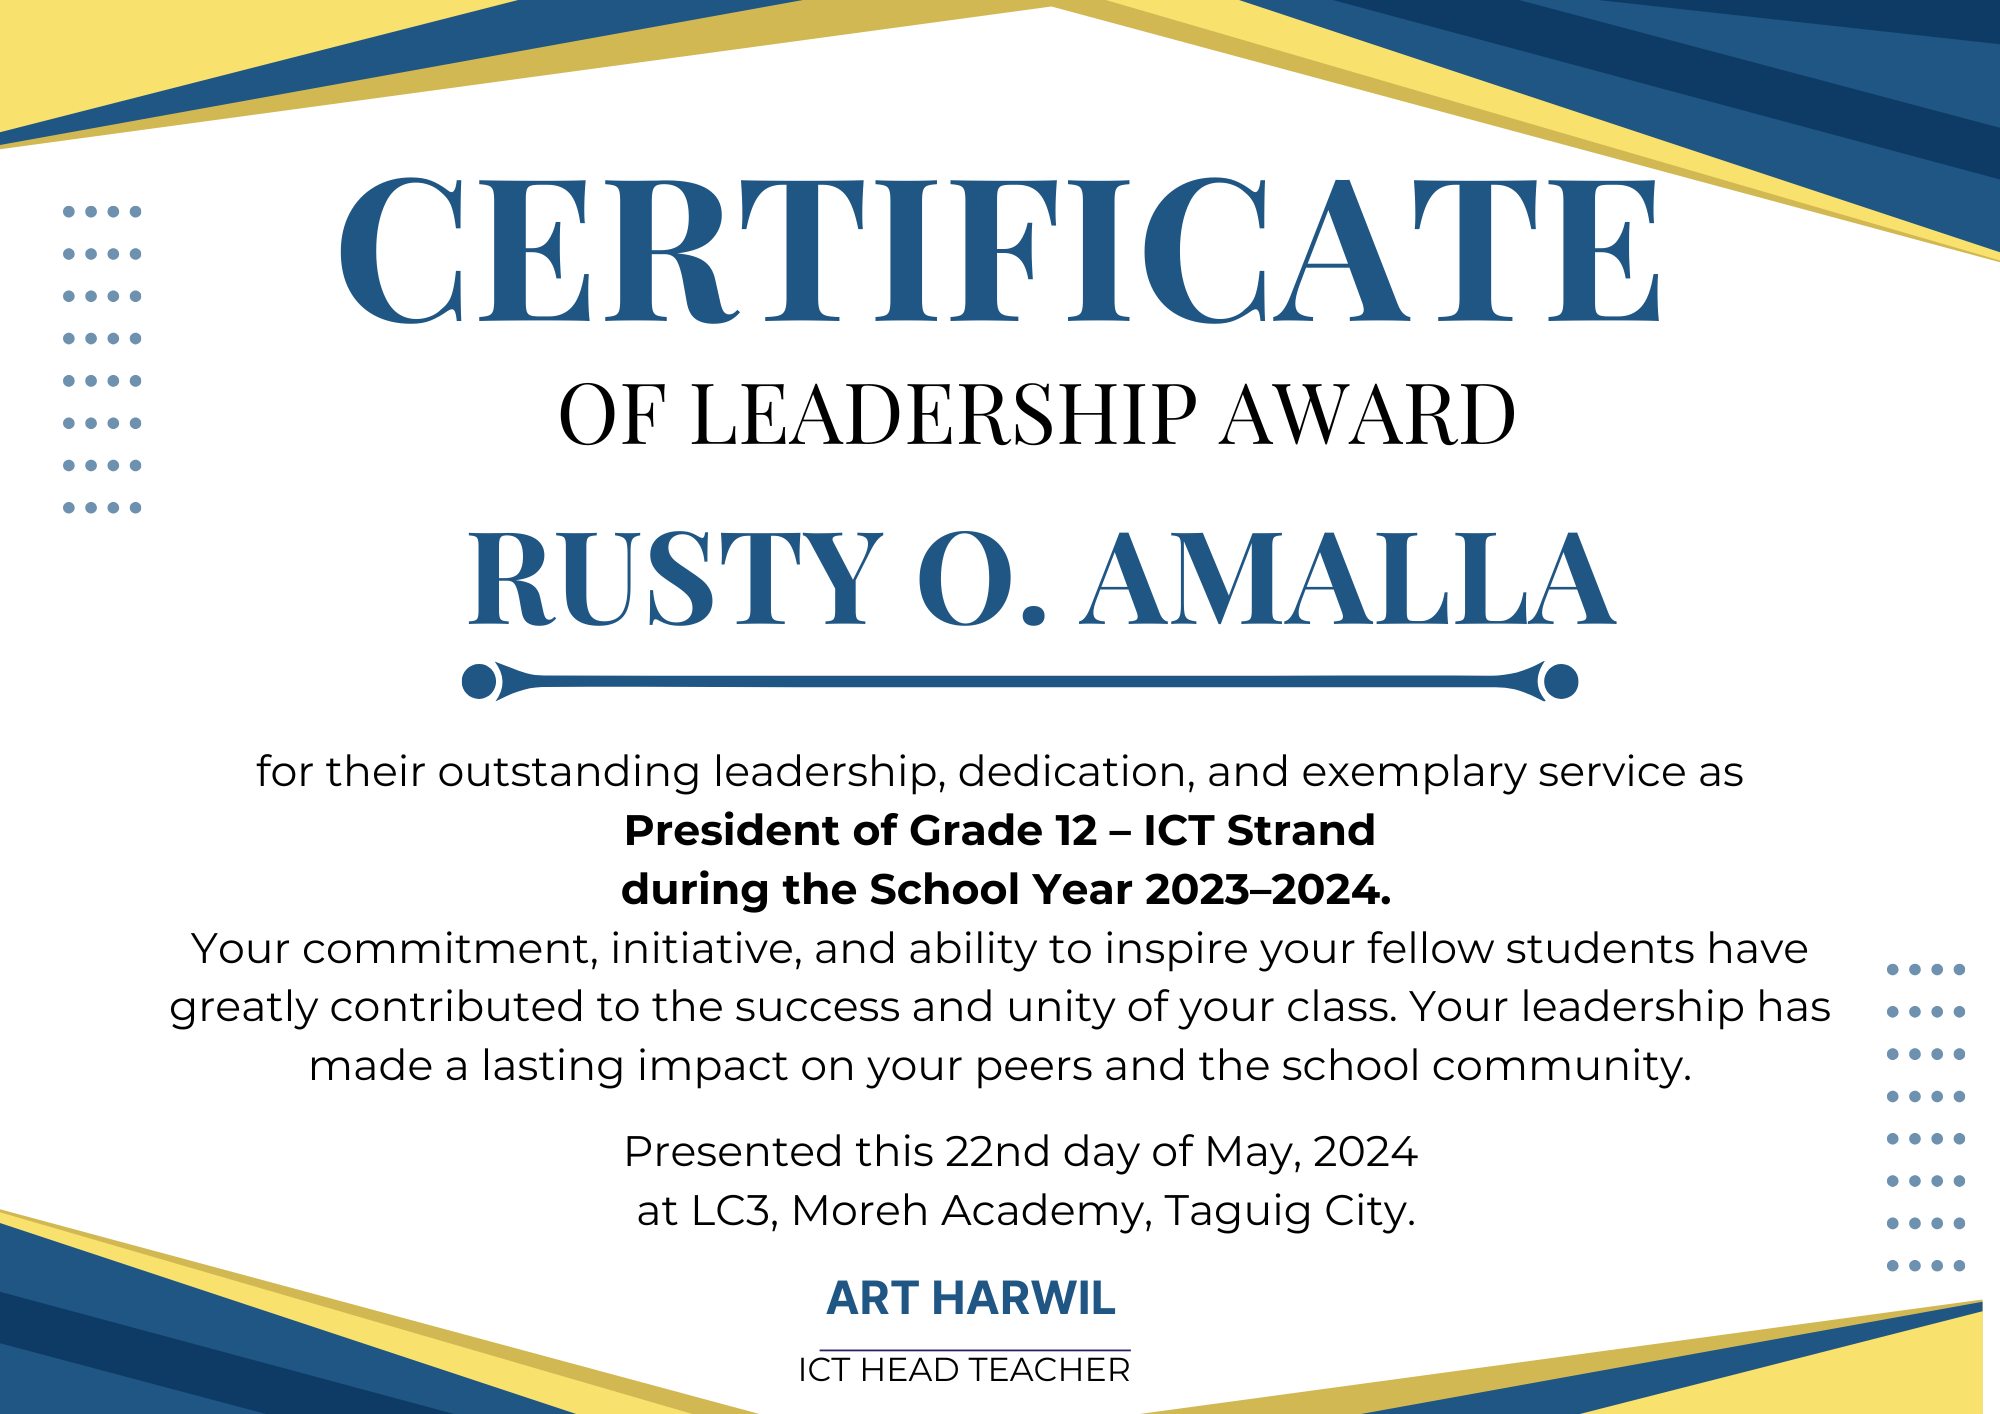 CERTIFICATE
OF LEADERSHIP AWARD
RUSTY O. AMALLA
for their outstanding leadership, dedication, and exemplary service as
President of Grade 12 – ICT Strand
during the School Year 2023–2024.
Your commitment, initiative, and ability to inspire your fellow students have
greatly contributed to the success and unity of your class. Your leadership has
made a lasting impact on your peers and the school community.
Presented this 22nd day of May, 2024
at LC3, Moreh Academy, Taguig City.
ART HARWIL
ICT HEAD TEACHER